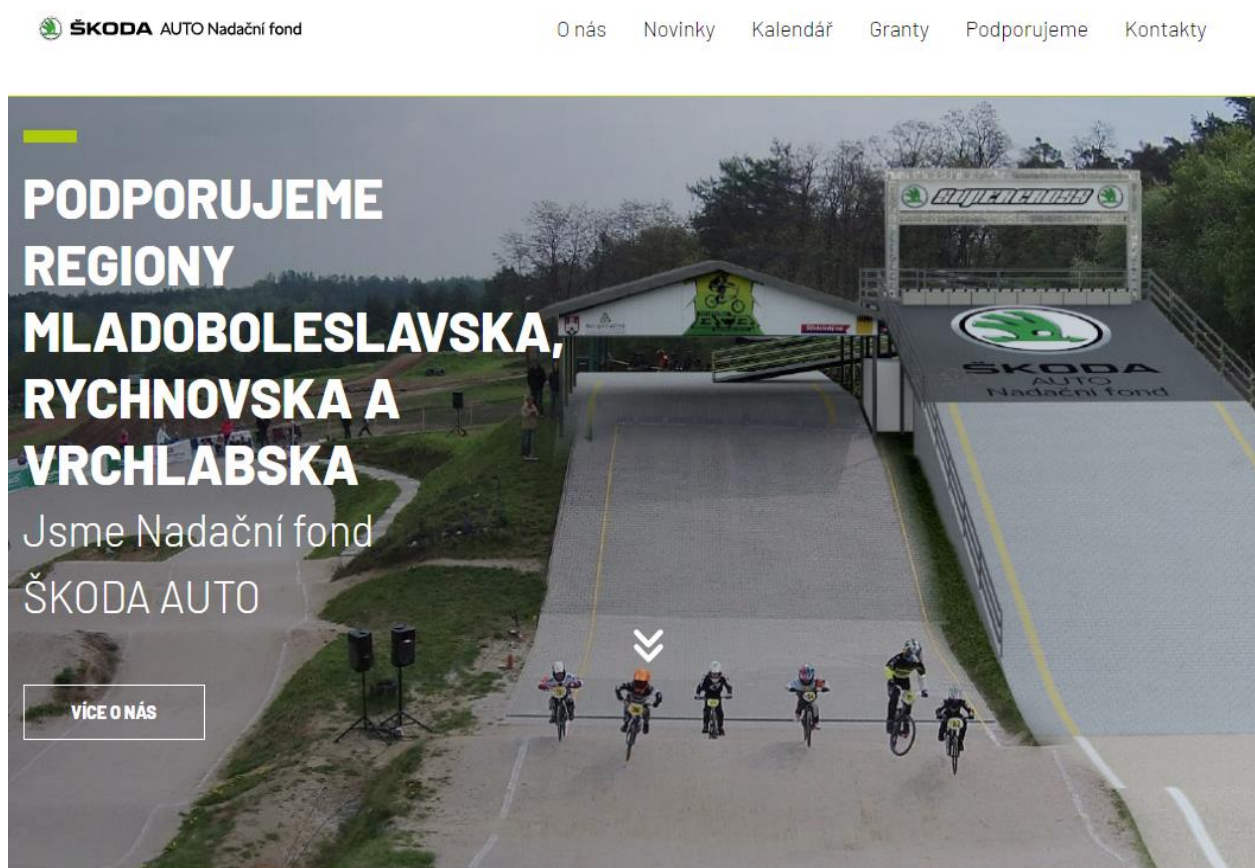 ŠKODA AUTO Nadační fond
O nás Novinky Kalendář Granty Podporujeme Kontakty
PODPORUJEME
REGIONY
MLADOBOLESLAVSKA,
RYCHNOVSKA A
VRCHLABSKA
Jsme Nadační fond
ŠKODA AUTO
VÍCE O NÁS
SUPERCROSS
ŠKODA
AUTO
Nadační fond